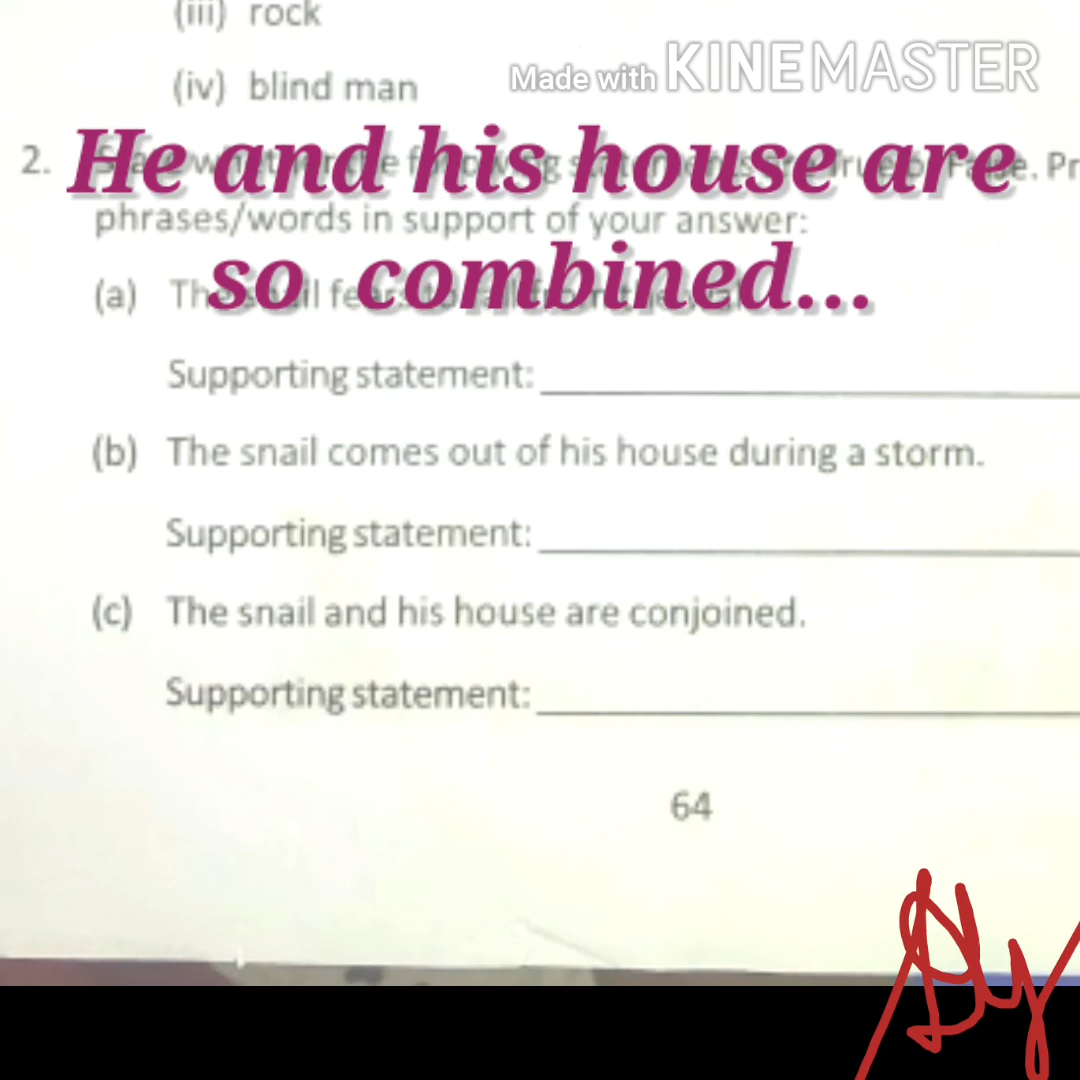 (iii) rock
(iv) blind man
Made with KINEMASTER
He and his house are
2.
phrases/words in support of your answer:
so combined...
(a)
Supporting statement:
(b) The snail comes out of his house during a storm.
Supporting statement:
(c) The snail and his house are conjoined.
Supporting statement:
64